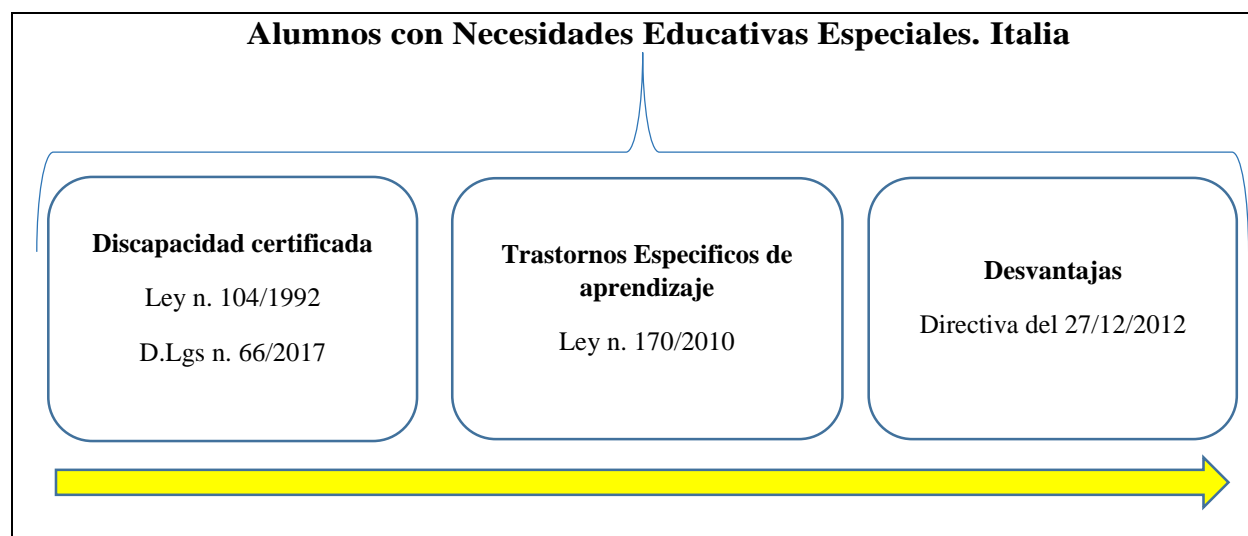 Alumnos con Necesidades Educativas Especiales. Italia
Discapacidad certificada
Ley n. 104/1992
D.Lgs n. 66/2017
Trastornos Especificos de
aprendizaje
Ley n. 170/2010
Desvantajas
Directiva del 27/12/2012